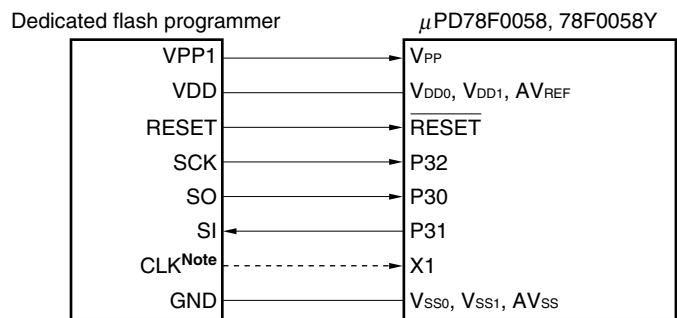 Dedicated flash programmer μPD78F0058, 78F0058Y
VPP1 VPP
VDD VDD0, VDD1, AVREF
RESET RESET
SCK P32
SO P30
SI P31
CLKNote X1
GND VSS0, VSS1, AVSS